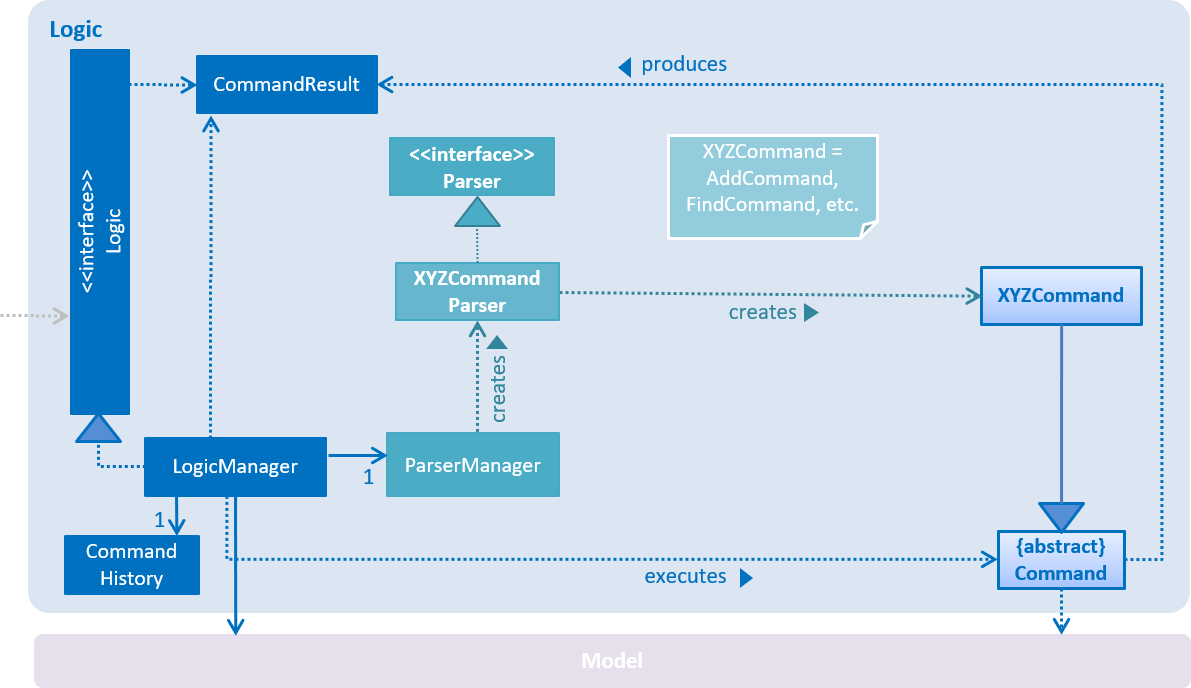 Logic
<<interface>>
Logic
CommandResult
produces
<<interface>>
Parser
XYZCommand =
AddCommand,
FindCommand, etc.
XYZCommand
Parser
creates
XYZCommand
creates
LogicManager
1
ParserManager
1
Command
History
executes
{abstract}
Command
Model